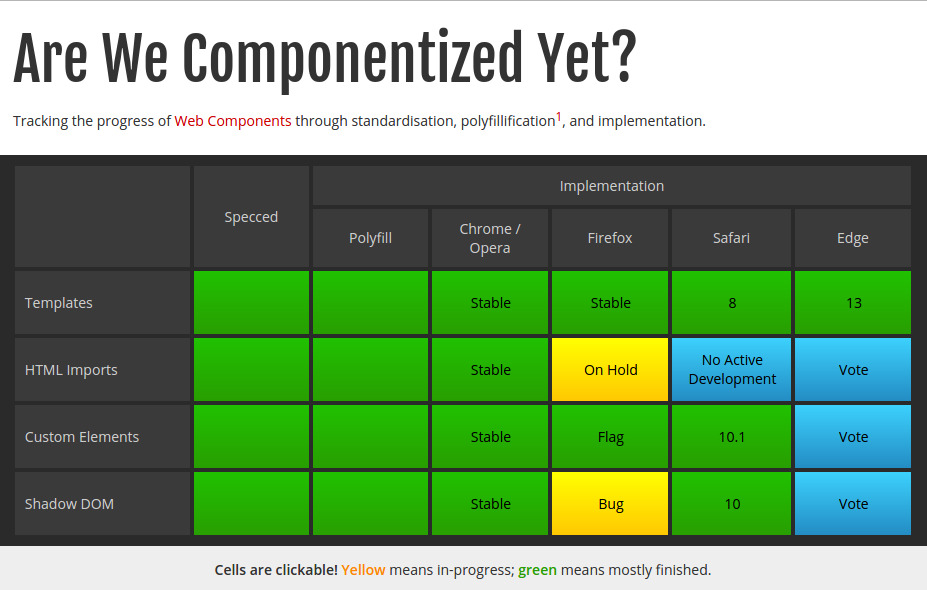 Are We Componentized Yet?
Tracking the progress of Web Components through standardisation, polyfillification1, and implementation.
Implementation
Specced
Polyfill
Chrome /
Opera
Firefox
Safari
Edge
Templates
Stable
Stable
8
13
HTML Imports
Stable
On Hold
No Active
Development
Vote
Custom Elements
Stable
Flag
10.1
Vote
Shadow DOM
Stable
Bug
10
Vote
Cells are clickable! Yellow means in-progress; green means mostly finished.